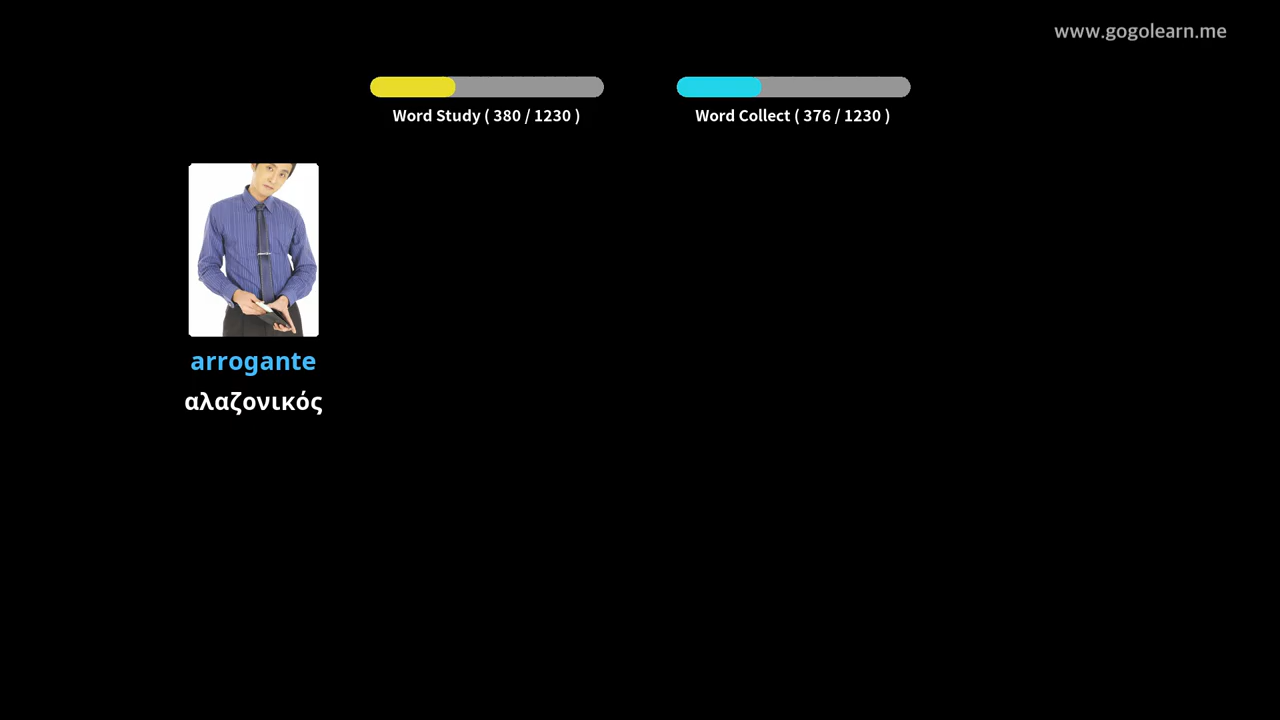 www.gogolearn.me
Word Study ( 380 / 1230 )
Word Collect ( 376 / 1230 )
arrogante
αλαζονικός